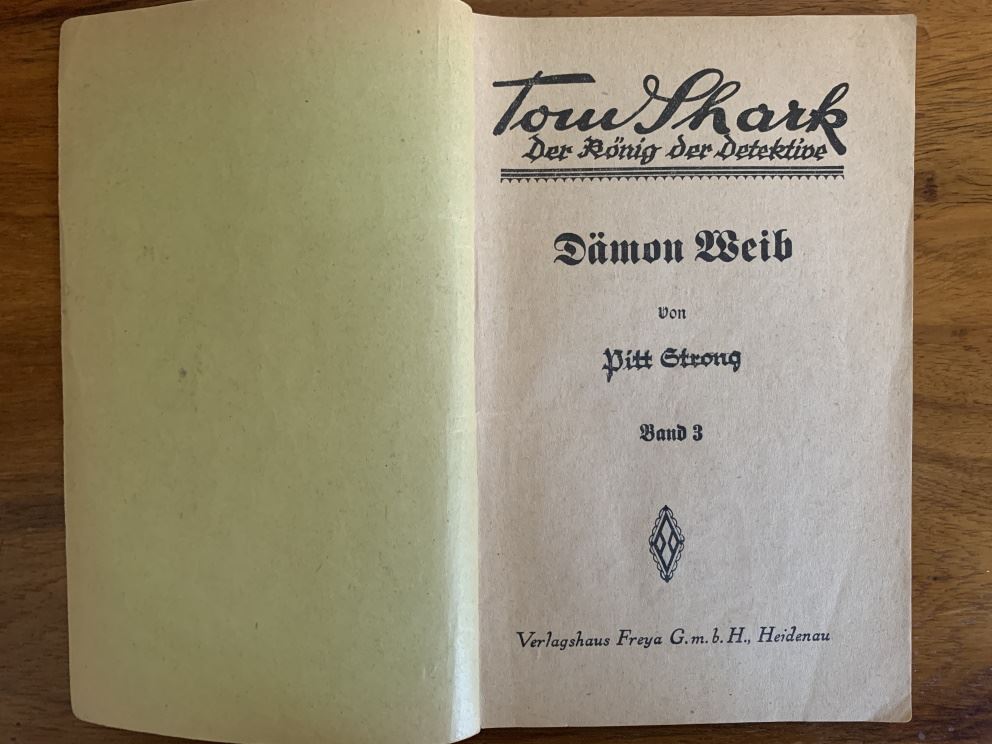 Tom Shark
Der König der Detektive
Dämon Weib
von
Pitt Strong
Band 3
Verlagshaus Freya G.m.b.H., Heidenau